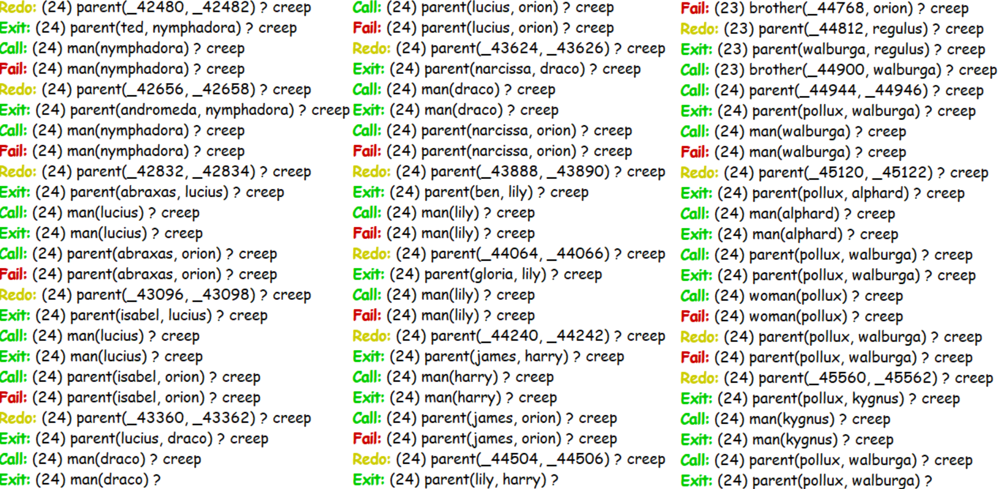 Redo: (24) parent(_42480, _42482) ? creep
Exit: (24) parent(ted, nymphadora) ? creep
Call: (24) man(nymphadora) ? creep
Fail: (24) man(nymphadora) ? creep
Redo: (24) parent(_42656, _42658) ? creep
Exit: (24) parent(andromeda, nymphadora) ? creep
Call: (24) man(nymphadora) ? creep
Fail: (24) man(nymphadora) ? creep
Redo: (24) parent(_42832, _42834) ? creep
Exit: (24) parent(abraxas, lucius) ? creep
Call: (24) man(lucius) ? creep
Exit: (24) man(lucius) ? creep
Call: (24) parent(abraxas, orion) ? creep
Fail: (24) parent(abraxas, orion) ? creep
Redo: (24) parent(_43096, _43098) ? creep
Exit: (24) parent(isabel, lucius) ? creep
Call: (24) man(lucius) ? creep
Exit: (24) man(lucius) ? creep
Call: (24) parent(isabel, orion) ? creep
Fail: (24) parent(isabel, orion) ? creep
Redo: (24) parent(_43360, _43362) ? creep
Exit: (24) parent(lucius, draco) ? creep
Call: (24) man(draco) ? creep
Exit: (24) man(draco) ?
Call: (24) parent(lucius, orion) ? creep
Fail: (24) parent(lucius, orion) ? creep
Redo: (24) parent(_43624, _43626) ? creep
Exit: (24) parent(narcissa, draco) ? creep
Call: (24) man(draco) ? creep
Exit: (24) man(draco) ? creep
Call: (24) parent(narcissa, orion) ? creep
Fail: (24) parent(narcissa, orion) ? creep
Redo: (24) parent(_43888, _43890) ? creep
Exit: (24) parent(ben, lily) ? creep
Call: (24) man(lily) ? creep
Fail: (24) man(lily) ? creep
Redo: (24) parent(_44064, _44066) ? creep
Exit: (24) parent(gloria, lily) ? creep
Call: (24) man(lily) ? creep
Fail: (24) man(lily) ? creep
Redo: (24) parent(_44240, _44242) ? creep
Exit: (24) parent(james, harry) ? creep
Call: (24) man(harry) ? creep
Exit: (24) man(harry) ? creep
Call: (24) parent(james, orion) ? creep
Fail: (24) parent(james, orion) ? creep
Redo: (24) parent(_44504, _44506) ? creep
Exit: (24) parent(lily, harry) ?
Fail: (23) brother(_44768, orion) ? creep
Redo: (23) parent(_44812, regulus) ? creep
Exit: (23) parent(walburga, regulus) ? creep
Call: (23) brother(_44900, walburga) ? creep
Call: (24) parent(_44944, _44946) ? creep
Exit: (24) parent(pollux, walburga) ? creep
Call: (24) man(walburga) ? creep
Fail: (24) man(walburga) ? creep
Redo: (24) parent(_45120, _45122) ? creep
Exit: (24) parent(pollux, alphard) ? creep
Call: (24) man(alphard) ? creep
Exit: (24) man(alphard) ? creep
Call: (24) parent(pollux, walburga) ? creep
Exit: (24) parent(pollux, walburga) ? creep
Call: (24) woman(pollux) ? creep
Fail: (24) woman(pollux) ? creep
Redo: (24) parent(pollux, walburga) ? creep
Fail: (24) parent(pollux, walburga) ? creep
Redo: (24) parent(_45560, _45562) ? creep
Exit: (24) parent(pollux, kygnus) ? creep
Call: (24) man(kygnus) ? creep
Exit: (24) man(kygnus) ? creep
Call: (24) parent(pollux, walburga) ? creep
Exit: (24) parent(pollux, walburga) ?